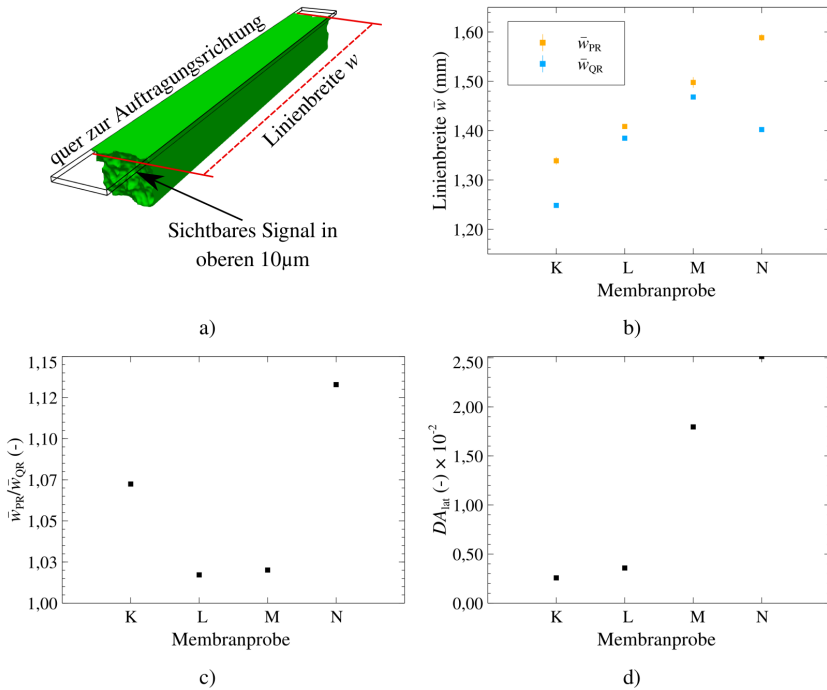 quer zur Auftragungsrichtung
Linienbreite w
Sichtbares Signal in
oberen 10µm
a)
Linienbreite w̄ (mm)
1,60
1,50
1,40
1,30
1,20
w̄PR
w̄QR
K L M N
Membranprobe
b)
w̄PR/w̄QR (-)
1,15
1,12
1,10
1,07
1,05
1,03
1,00
K L M N
Membranprobe
c)
DAlat (-) × 10-2
2,50
2,00
1,50
1,00
0,50
0,00
K L M N
Membranprobe
d)